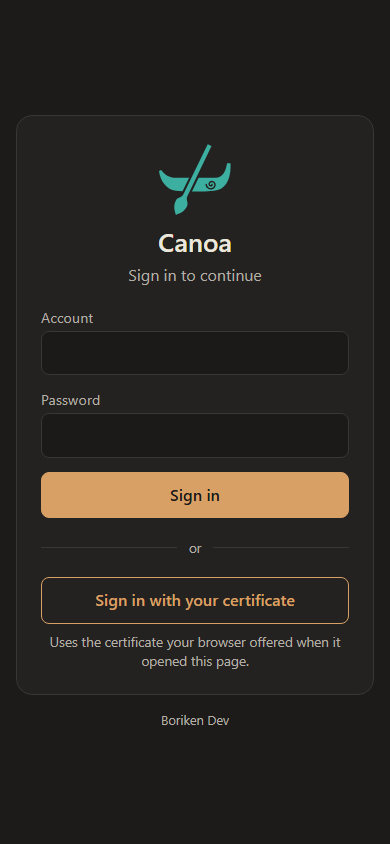 Canoa
Sign in to continue
Account
Password
Sign in
or
Sign in with your certificate
Uses the certificate your browser offered when it
opened this page.
Boriken Dev